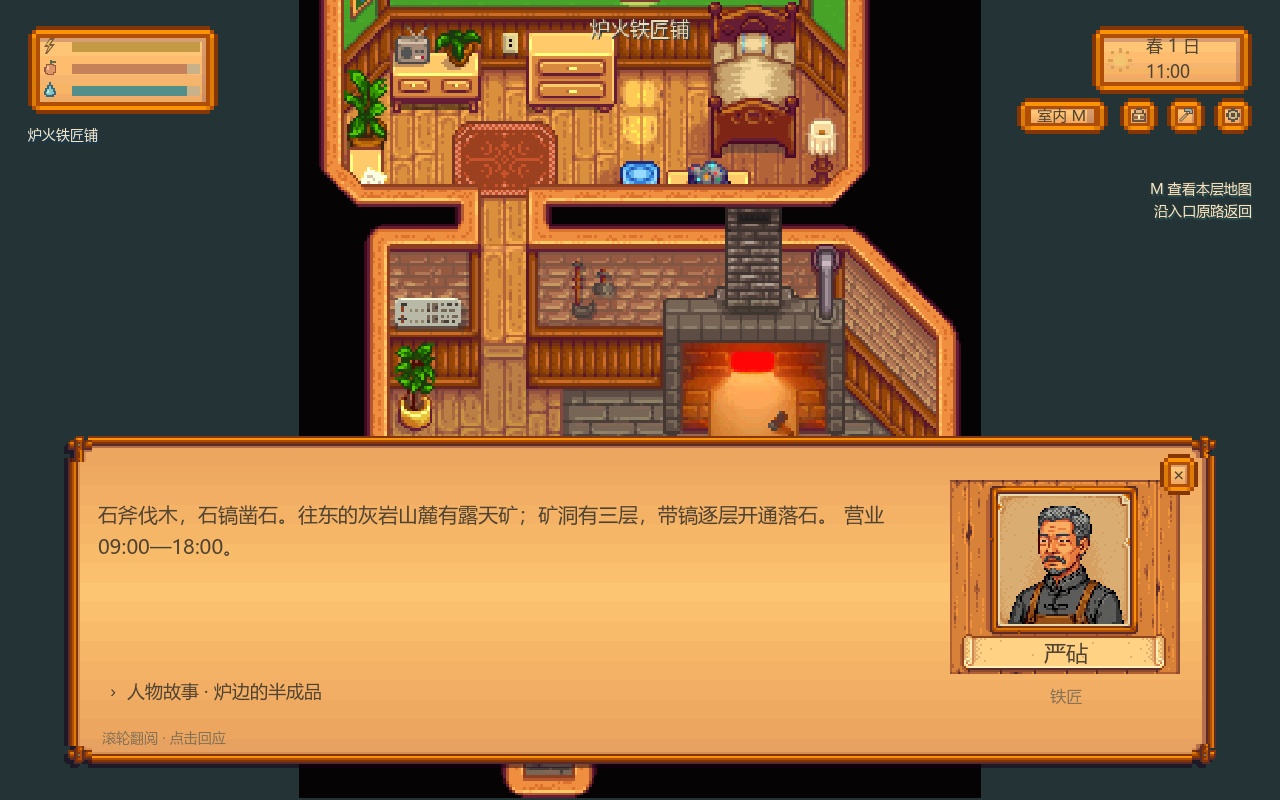 炉火铁匠铺
炉火铁匠铺
春 1 日
11:00
室内 M
M 查看本层地图
沿入口原路返回
石斧伐木，石镐凿石。往东的灰岩山麓有露天矿；矿洞有三层，带镐逐层开通落石。 营业
09:00—18:00。
› 人物故事 · 炉边的半成品
滚轮翻阅 · 点击回应
严砧
铁匠